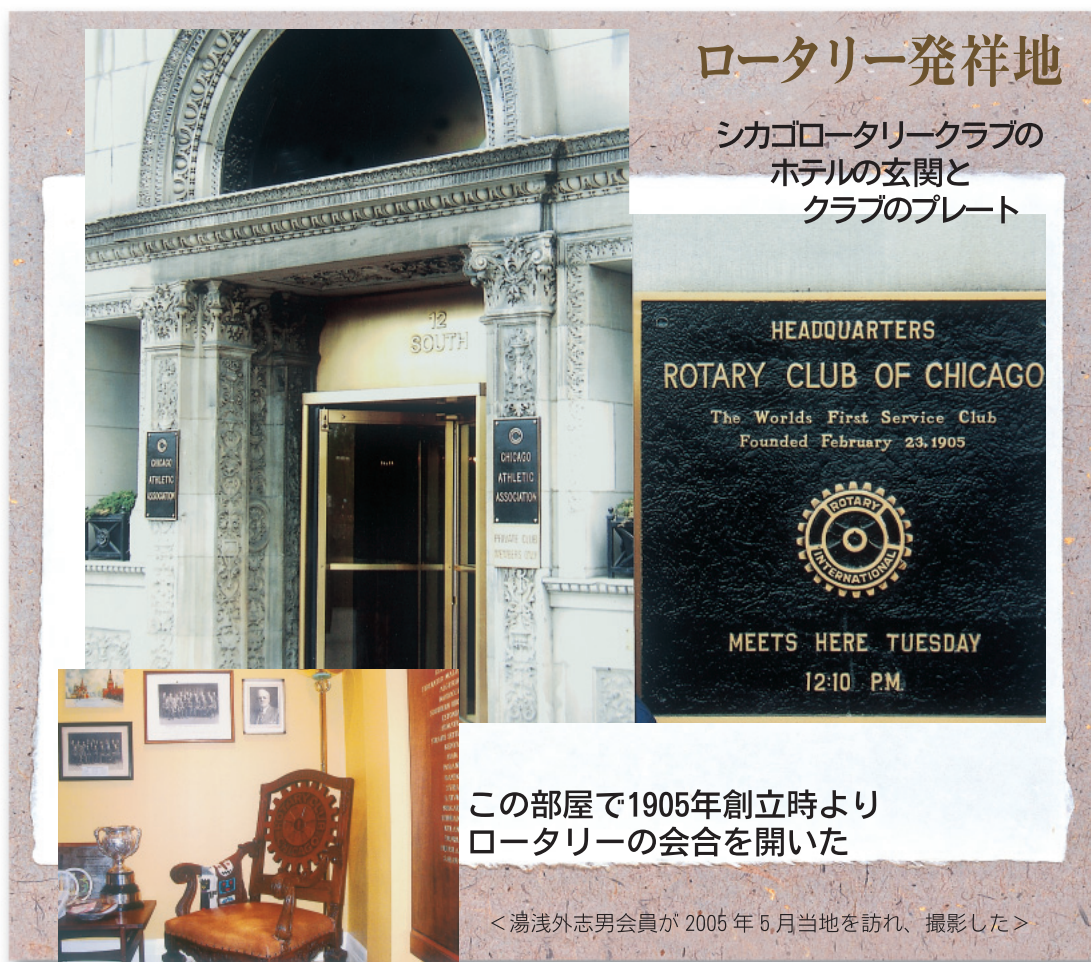 ロータリー発祥地
シカゴロータリークラブの
ホテルの玄関と
クラブのプレート
12
SOUTH
CHICAGO
ATHLETIC
ASSOCIATION
CHICAGO
ATHLETIC
ASSOCIATION
PRIVATE CLUB
MEMBERS ONLY
HEADQUARTERS
ROTARY CLUB OF CHICAGO
The Worlds First Service Club
Founded February 23, 1905
ROTARY
INTERNATIONAL
MEETS HERE TUESDAY
12:10 P.M.
この部屋で1905年創立時より
ロータリーの会合を開いた
＜湯浅外志男会員が 2005 年 5 月当地を訪れ、撮影した＞